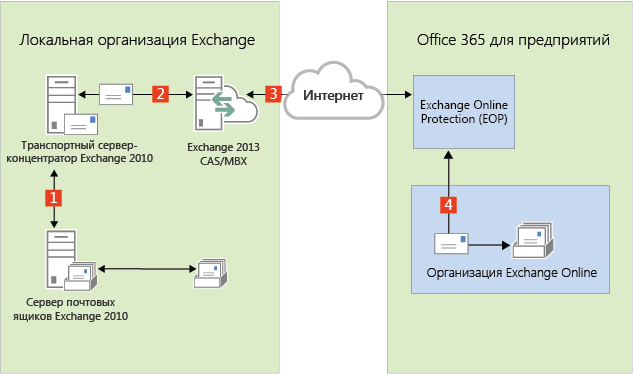 Локальная организация Exchange
Office 365 для предприятий
2
3
Интернет
Exchange Online
Protection (EOP)
Транспортный сервер-
концентратор Exchange 2010
Exchange 2013
CAS/MBX
1
4
Организация Exchange Online
Сервер почтовых
ящиков Exchange 2010